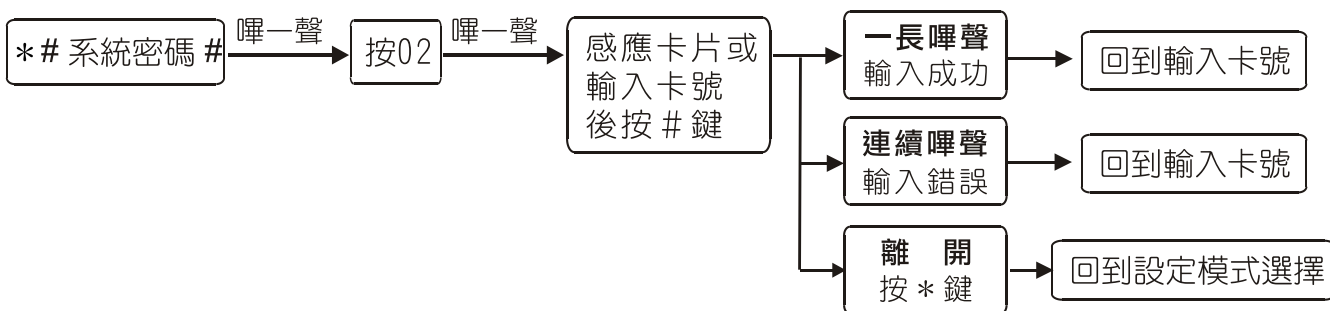 ＊# 系統密碼 #
嗶一聲
按02
嗶一聲
感應卡片或
輸入卡號
後按＃鍵
一長嗶聲
輸入成功
回到輸入卡號
連續嗶聲
輸入錯誤
回到輸入卡號
離　開
按＊鍵
回到設定模式選擇